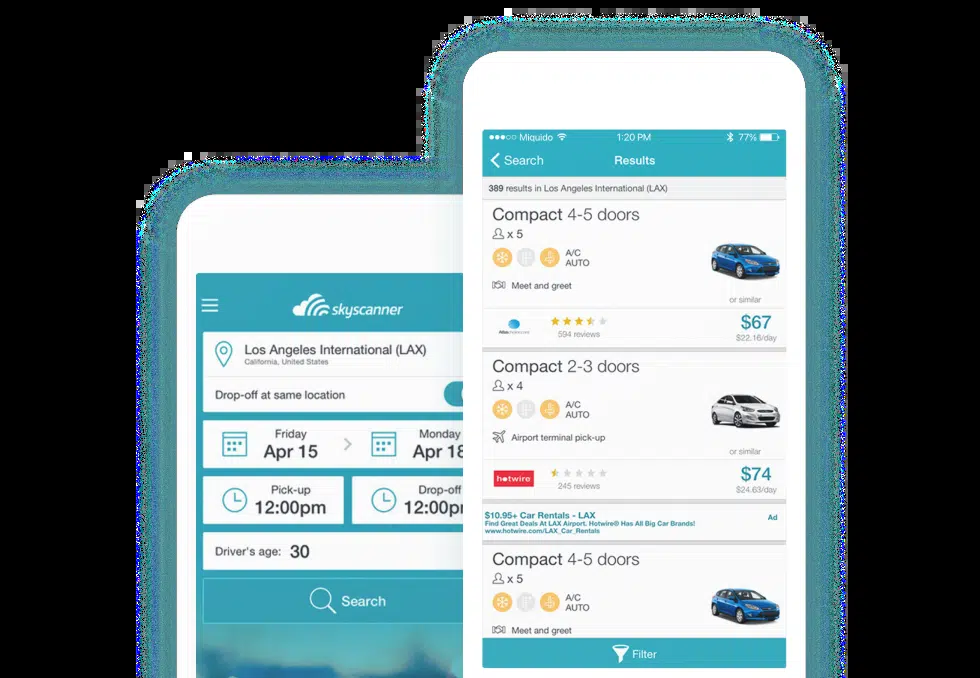 skyscanner
Los Angeles International (LAX)
California, United States
Drop-off at same location
Friday
Apr 15
Monday
Apr 18
Pick-up
12:00pm
Drop-off
12:00pm
Driver's age: 30
Search
Miquido
1:20 PM
77%
Search
Results
389 results in Los Angeles International (LAX)
Compact 4-5 doors
x 5
A/C
AUTO
Meet and greet
or similar
594 reviews
$67
$22.16/day
Compact 2-3 doors
x 4
A/C
AUTO
Airport terminal pick-up
or similar
hotwire
245 reviews
$74
$24.63/day
$10.95+ Car Rentals - LAX
Ad
Find Great Deals At LAX Airport. Hotwire® Has All Big Car Brands!
www.hotwire.com/LAX_Car_Rentals
Compact 4-5 doors
x 5
A/C
AUTO
Meet and greet
Filter